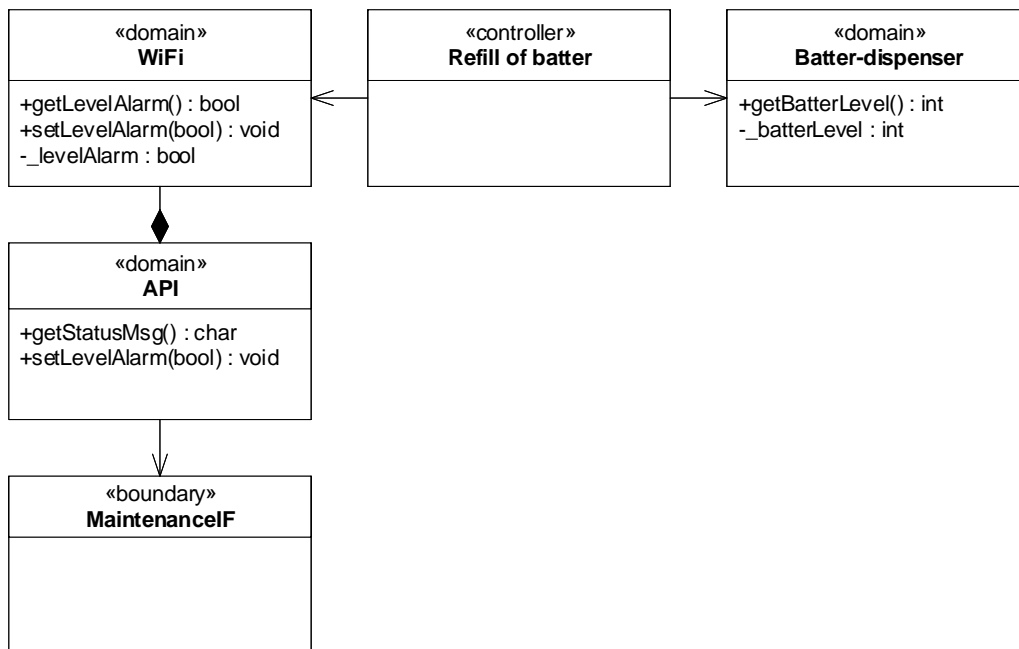 «domain»
WiFi
+getLevelAlarm() : bool
+setLevelAlarm(bool) : void
-_levelAlarm : bool
«controller»
Refill of batter
«domain»
Batter-dispenser
+getBatterLevel() : int
-_batterLevel : int
«domain»
API
+getStatusMsg() : char
+setLevelAlarm(bool) : void
«boundary»
MaintenanceIF